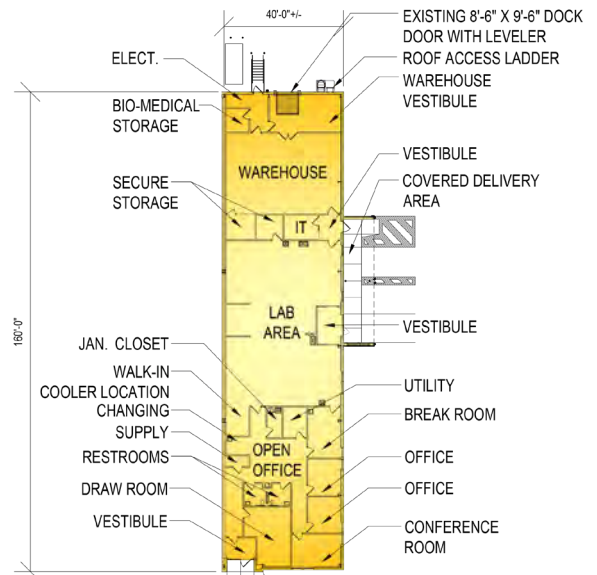 40'-0"+/-
EXISTING 8'-6" X 9'-6" DOCK
DOOR WITH LEVELER
ELECT.
ROOF ACCESS LADDER
WAREHOUSE
VESTIBULE
BIO-MEDICAL
STORAGE
VESTIBULE
WAREHOUSE
SECURE
STORAGE
COVERED DELIVERY
AREA
IT
160'-0"
LAB
AREA
VESTIBULE
JAN. CLOSET
WALK-IN
COOLER LOCATION
UTILITY
CHANGING
BREAK ROOM
SUPPLY
OPEN
OFFICE
RESTROOMS
OFFICE
DRAW ROOM
OFFICE
VESTIBULE
CONFERENCE
ROOM